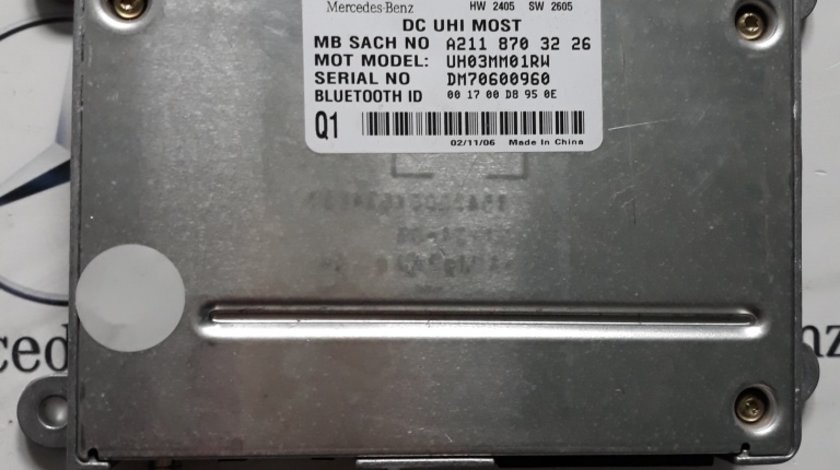 Mercedes-Benz HW 2405 SW 2605
DC UHI MOST
MB SACH NO A211 870 32 26
MOT MODEL: UH03MM01RW
SERIAL NO DM70600960
BLUETOOTH ID 00 17 00 DB 95 0E
Q1
02/11/06 Made In China